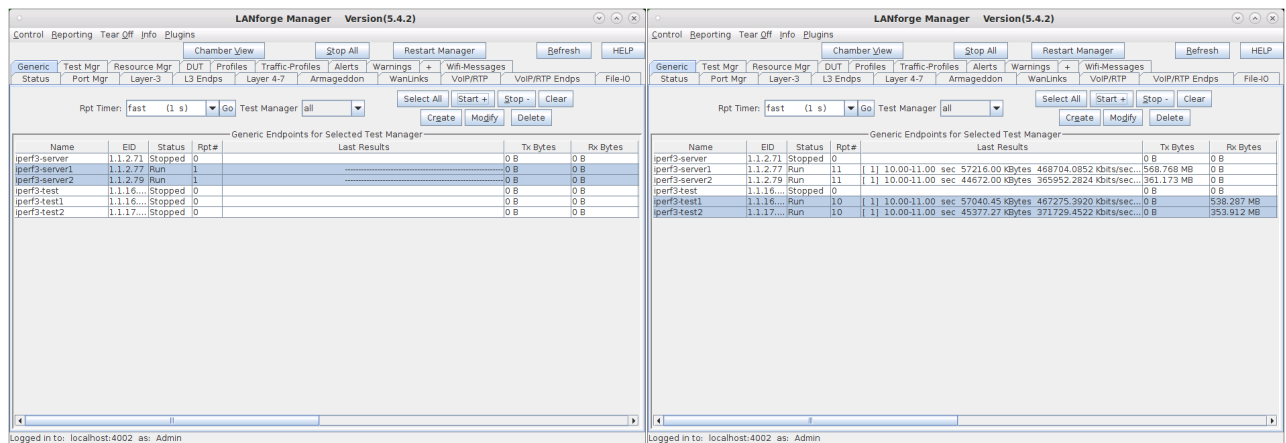 LANforge Manager   Version(5.4.2)
Control Reporting Tear Off Info Plugins
Chamber View Stop All Restart Manager Refresh HELP
Generic Test Mgr Resource Mgr DUT Profiles Traffic-Profiles Alerts Warnings + Wifi-Messages
Status Port Mgr Layer-3 L3 Endps Layer 4-7 Armageddon WanLinks VoIP/RTP VoIP/RTP Endps File-IO
Rpt Timer: fast (1 s) Go Test Manager all Select All Start + Stop - Clear
Create Modify Delete
Generic Endpoints for Selected Test Manager
Name EID Status Rpt# Last Results Tx Bytes Rx Bytes
iperf3-server 1.1.2.71 Stopped 0 0 B 0 B
iperf3-server1 1.1.2.77 Run 1 ---------------------------------------- 0 B 0 B
iperf3-server2 1.1.2.79 Run 1 ---------------------------------------- 0 B 0 B
iperf3-test 1.1.16.... Stopped 0 0 B 0 B
iperf3-test1 1.1.16.... Stopped 0 0 B 0 B
iperf3-test2 1.1.17.... Stopped 0 0 B 0 B
Logged in to: localhost:4002 as: Admin
LANforge Manager   Version(5.4.2)
Control Reporting Tear Off Info Plugins
Chamber View Stop All Restart Manager Refresh HELP
Generic Test Mgr Resource Mgr DUT Profiles Traffic-Profiles Alerts Warnings + Wifi-Messages
Status Port Mgr Layer-3 L3 Endps Layer 4-7 Armageddon WanLinks VoIP/RTP VoIP/RTP Endps File-IO
Rpt Timer: fast (1 s) Go Test Manager all Select All Start + Stop - Clear
Create Modify Delete
Generic Endpoints for Selected Test Manager
Name EID Status Rpt# Last Results Tx Bytes Rx Bytes
iperf3-server 1.1.2.71 Stopped 0 0 B 0 B
iperf3-server1 1.1.2.77 Run 11 [ 1] 10.00-11.00 sec 57216.00 KBytes 468704.0852 Kbits/sec... 568.768 MB 0 B
iperf3-server2 1.1.2.79 Run 11 [ 1] 10.00-11.00 sec 44672.00 KBytes 365952.2824 Kbits/sec... 361.173 MB 0 B
iperf3-test 1.1.16.... Stopped 0 0 B 0 B
iperf3-test1 1.1.16.... Run 10 [ 1] 10.00-11.00 sec 57040.45 KBytes 467275.3920 Kbits/sec... 0 B 538.287 MB
iperf3-test2 1.1.17.... Run 10 [ 1] 10.00-11.00 sec 45377.27 KBytes 371729.4522 Kbits/sec... 0 B 353.912 MB
Logged in to: localhost:4002 as: Admin